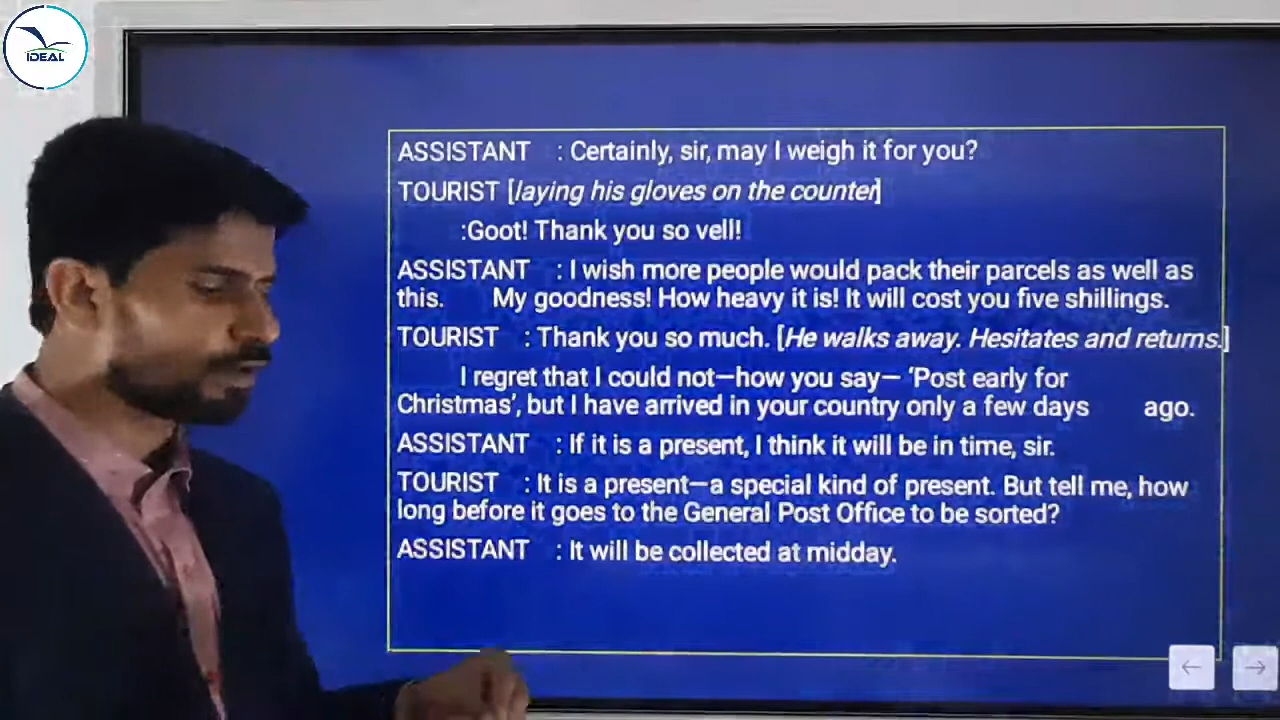 iDEAL
ASSISTANT : Certainly, sir, may I weigh it for you?
TOURIST [laying his gloves on the counter]
:Goot! Thank you so vell!
ASSISTANT : I wish more people would pack their parcels as well as
this. My goodness! How heavy it is! It will cost you five shillings.
TOURIST : Thank you so much. [He walks away. Hesitates and returns.]
I regret that I could not—how you say— ‘Post early for
Christmas’, but I have arrived in your country only a few days ago.
ASSISTANT : If it is a present, I think it will be in time, sir.
TOURIST : It is a present—a special kind of present. But tell me, how
long before it goes to the General Post Office to be sorted?
ASSISTANT : It will be collected at midday.